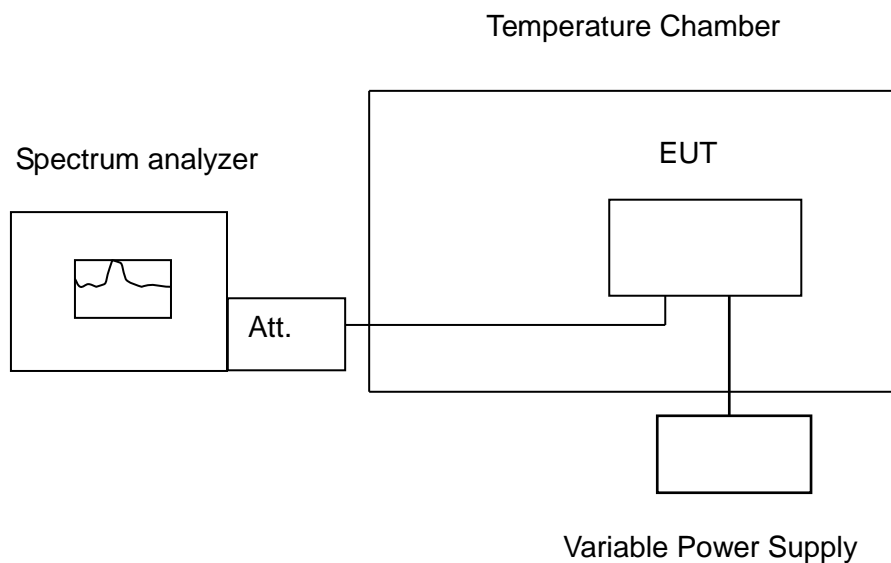 Temperature Chamber
Spectrum analyzer
EUT
Att.
Variable Power Supply